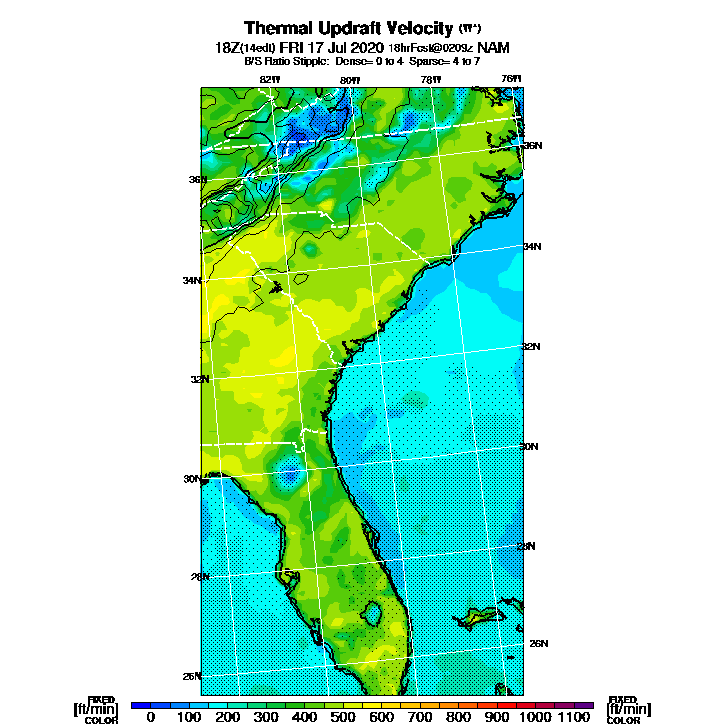 Thermal Updraft Velocity (W*)
18Z(14edt) FRI 17 Jul 2020 18hrFcst@0209z NAM
B/S Ratio Stipple: Dense= 0 to 4 Sparse= 4 to 7
82W 80W 78W 76W
36N
36N
34N
34N
32N
32N
30N
30N
28N
28N
26N
26N
FIXED
[ft/min]
COLOR
0 100 200 300 400 500 600 700 800 900 1000 1100
FIXED
[ft/min]
COLOR